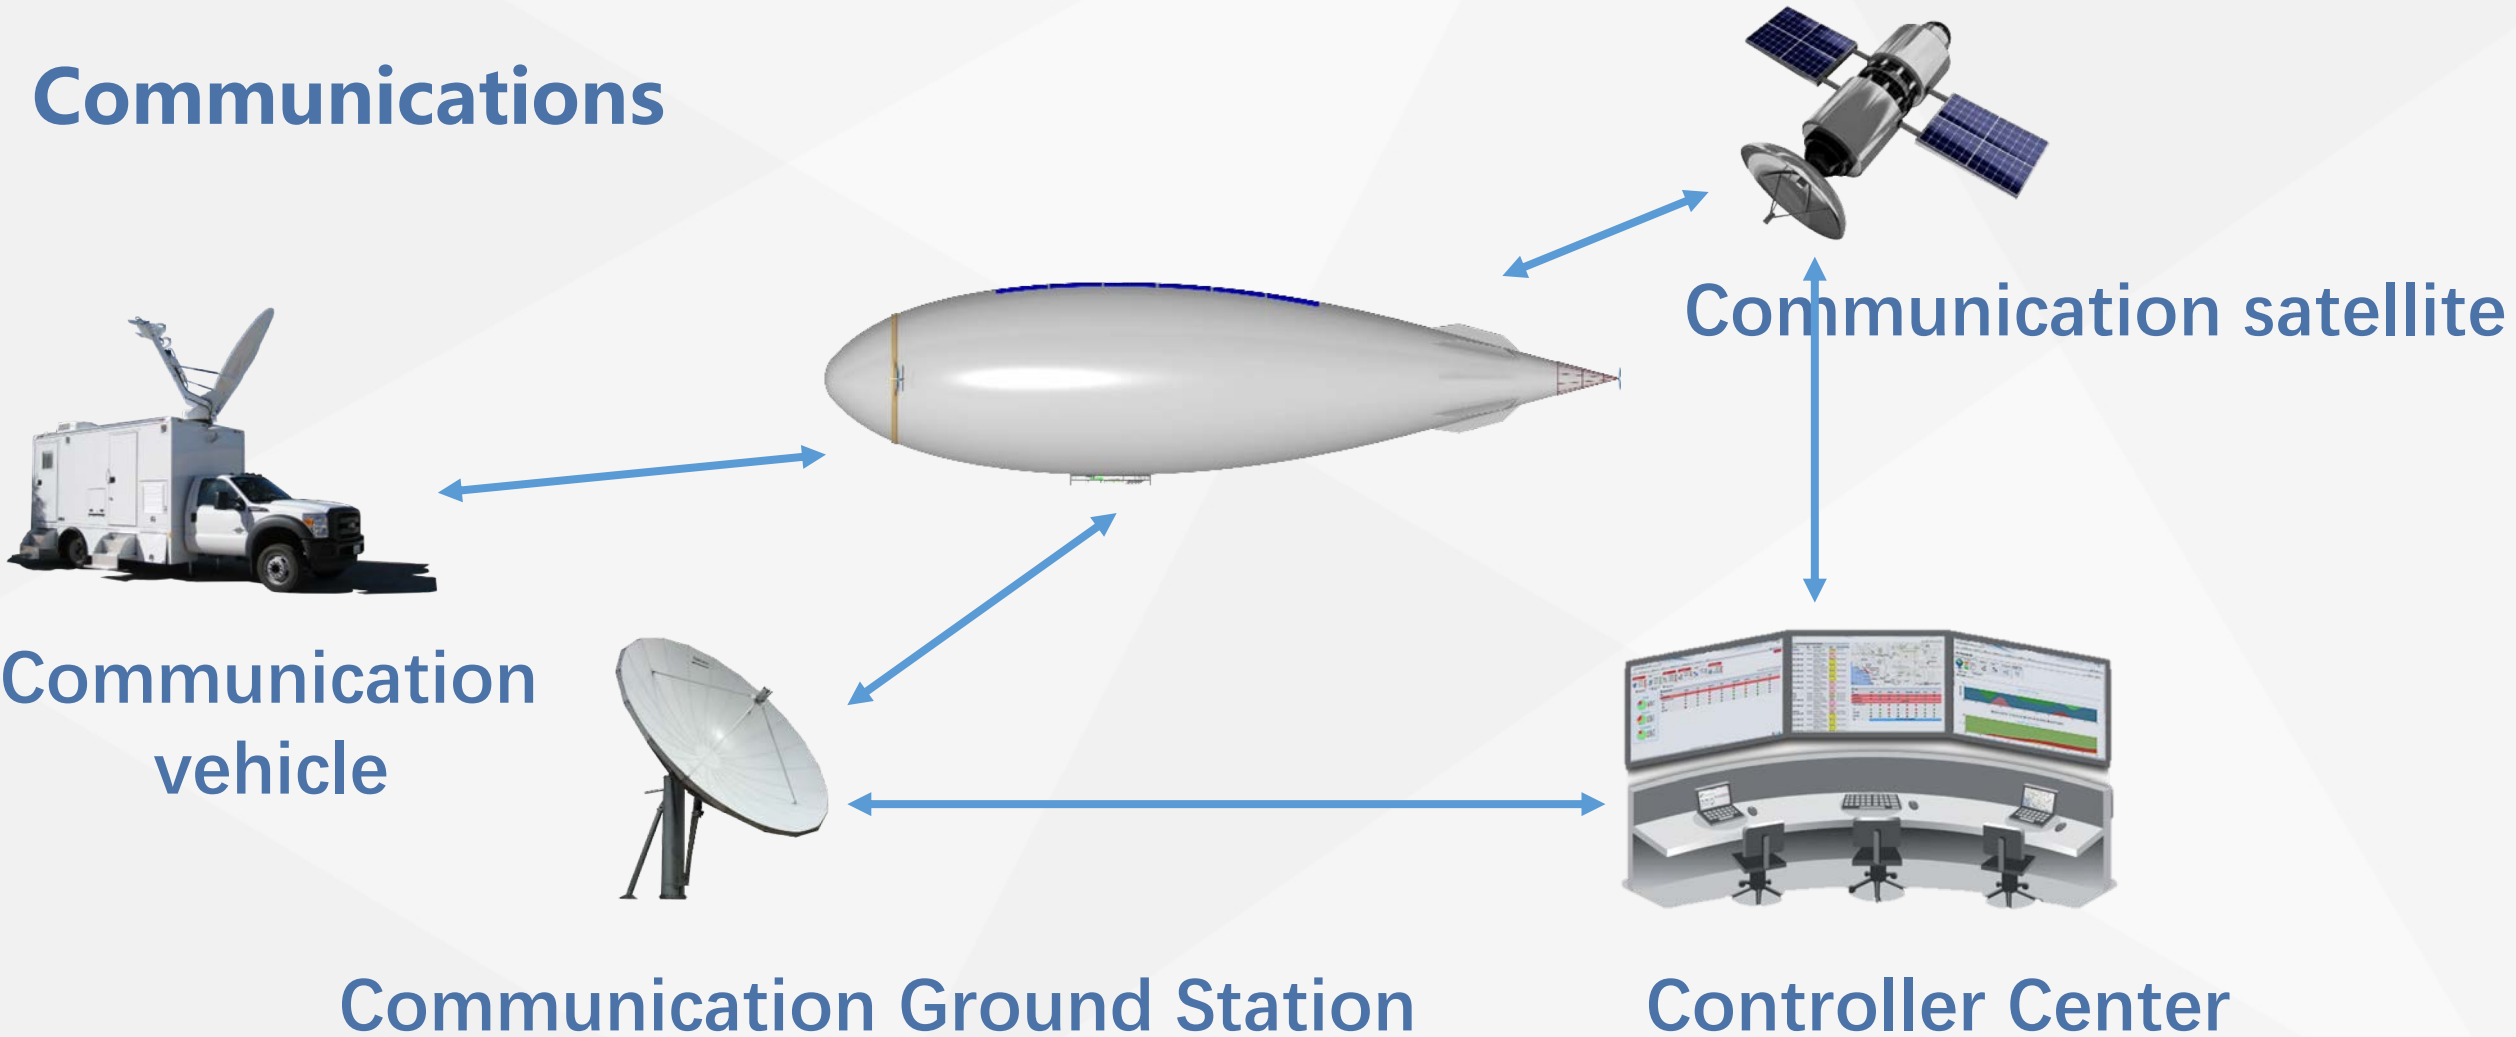 Communications
Communication satellite
Communication
vehicle
Communication Ground Station
Controller Center